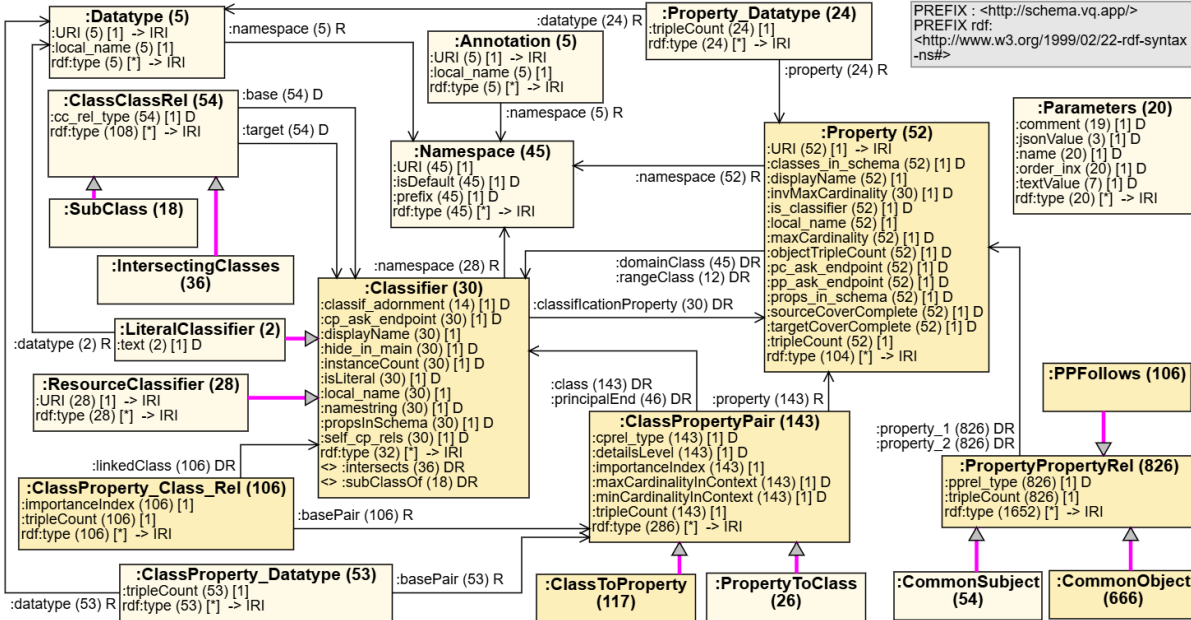 :Datatype (5)
:URI (5) [1] -> IRI
:local_name (5) [1]
rdf:type (5) [*] -> IRI
:namespace (5) R
:datatype (24) R
:Property_Datatype (24)
:tripleCount (24) [1]
rdf:type (24) [*] -> IRI
PREFIX : <http://schema.vq.app/>
PREFIX rdf:
<http://www.w3.org/1999/02/22-rdf-syntax
-ns#>
:Annotation (5)
:URI (5) [1] -> IRI
:local_name (5) [1]
rdf:type (5) [*] -> IRI
:property (24) R
:namespace (5) R
:ClassClassRel (54)
:cc_rel_type (54) [1] D
rdf:type (108) [*] -> IRI
:base (54) D
:target (54) D
:Namespace (45)
:URI (45) [1]
:isDefault (45) [1] D
:prefix (45) [1] D
rdf:type (45) [*] -> IRI
:namespace (52) R
:Property (52)
:URI (52) [1] -> IRI
:classes_in_schema (52) [1] D
:displayName (52) [1]
:invMaxCardinality (30) [1] D
:is_classifier (52) [1] D
:local_name (52) [1]
:maxCardinality (52) [1] D
:objectTripleCount (52) [1] D
:pc_ask_endpoint (52) [1] D
:pp_ask_endpoint (52) [1] D
:props_in_schema (52) [1] D
:sourceCoverComplete (52) [1] D
:targetCoverComplete (52) [1] D
:tripleCount (52) [1]
rdf:type (104) [*] -> IRI
:Parameters (20)
:comment (19) [1] D
:jsonValue (3) [1] D
:name (20) [1] D
:order_inx (20) [1] D
:textValue (7) [1] D
rdf:type (20) [*] -> IRI
:SubClass (18)
:IntersectingClasses
(36)
:namespace (28) R
:domainClass (45) DR
:rangeClass (12) DR
:classificationProperty (30) DR
:Classifier (30)
:classif_adornment (14) [1] D
:cp_ask_endpoint (30) [1] D
:displayName (30) [1]
:hide_in_main (30) [1] D
:instanceCount (30) [1] D
:isLiteral (30) [1] D
:local_name (30) [1]
:namestring (30) [1] D
:propsInSchema (30) [1] D
:self_cp_rels (30) [1] D
rdf:type (32) [*] -> IRI
<> :intersects (36) DR
<> :subClassOf (18) DR
:LiteralClassifier (2)
:text (2) [1] D
:datatype (2) R
:ResourceClassifier (28)
:URI (28) [1] -> IRI
rdf:type (28) [*] -> IRI
:class (143) DR
:principalEnd (46) DR
:property (143) R
:PPFollows (106)
:ClassPropertyPair (143)
:cprel_type (143) [1] D
:detailsLevel (143) [1] D
:importanceIndex (143) [1]
:maxCardinalityInContext (143) [1] D
:minCardinalityInContext (143) [1] D
:tripleCount (143) [1]
rdf:type (286) [*] -> IRI
:property_1 (826) DR
:property_2 (826) DR
:PropertyPropertyRel (826)
:pprel_type (826) [1] D
:tripleCount (826) [1]
rdf:type (1652) [*] -> IRI
:linkedClass (106) DR
:ClassProperty_Class_Rel (106)
:importanceIndex (106) [1]
:tripleCount (106) [1]
rdf:type (106) [*] -> IRI
:basePair (106) R
:ClassProperty_Datatype (53)
:tripleCount (53) [1]
rdf:type (53) [*] -> IRI
:basePair (53) R
:datatype (53) R
:ClassToProperty
(117)
:PropertyToClass
(26)
:CommonSubject
(54)
:CommonObject
(666)